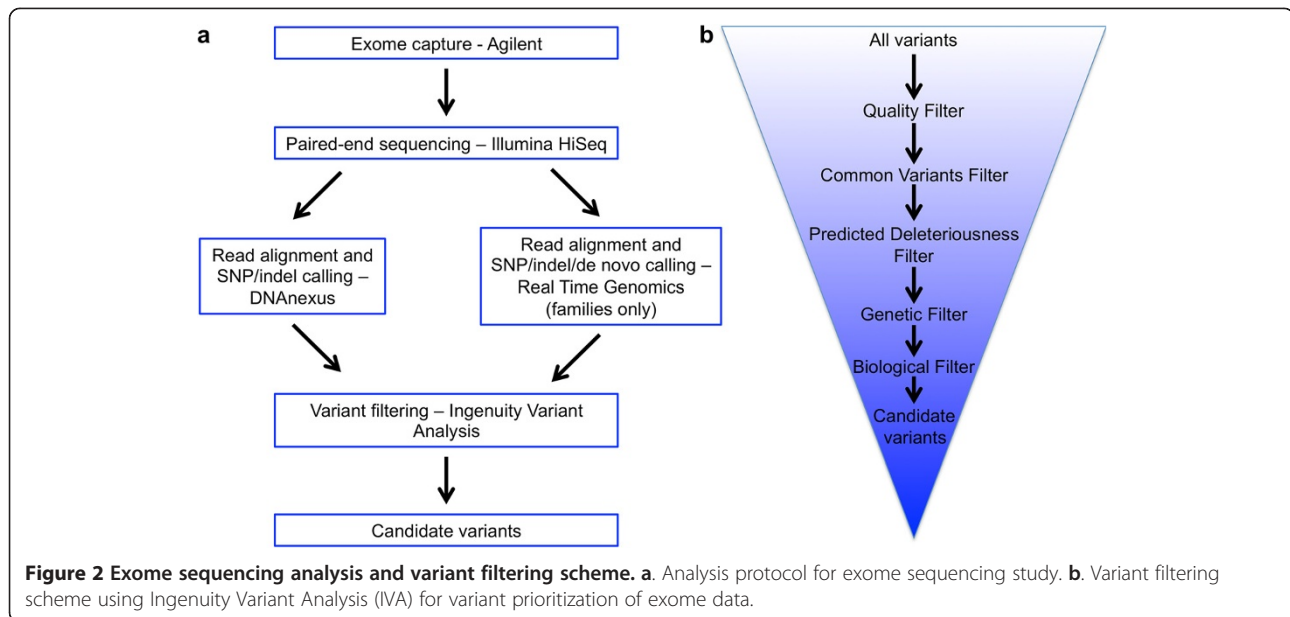 a
Exome capture - Agilent
Paired-end sequencing – Illumina HiSeq
Read alignment and
SNP/indel calling –
DNAnexus
Read alignment and
SNP/indel/de novo calling –
Real Time Genomics
(families only)
Variant filtering – Ingenuity Variant
Analysis
Candidate variants
b
All variants
Quality Filter
Common Variants Filter
Predicted Deleteriousness
Filter
Genetic Filter
Biological Filter
Candidate
variants
Figure 2 Exome sequencing analysis and variant filtering scheme. a. Analysis protocol for exome sequencing study. b. Variant filtering
scheme using Ingenuity Variant Analysis (IVA) for variant prioritization of exome data.